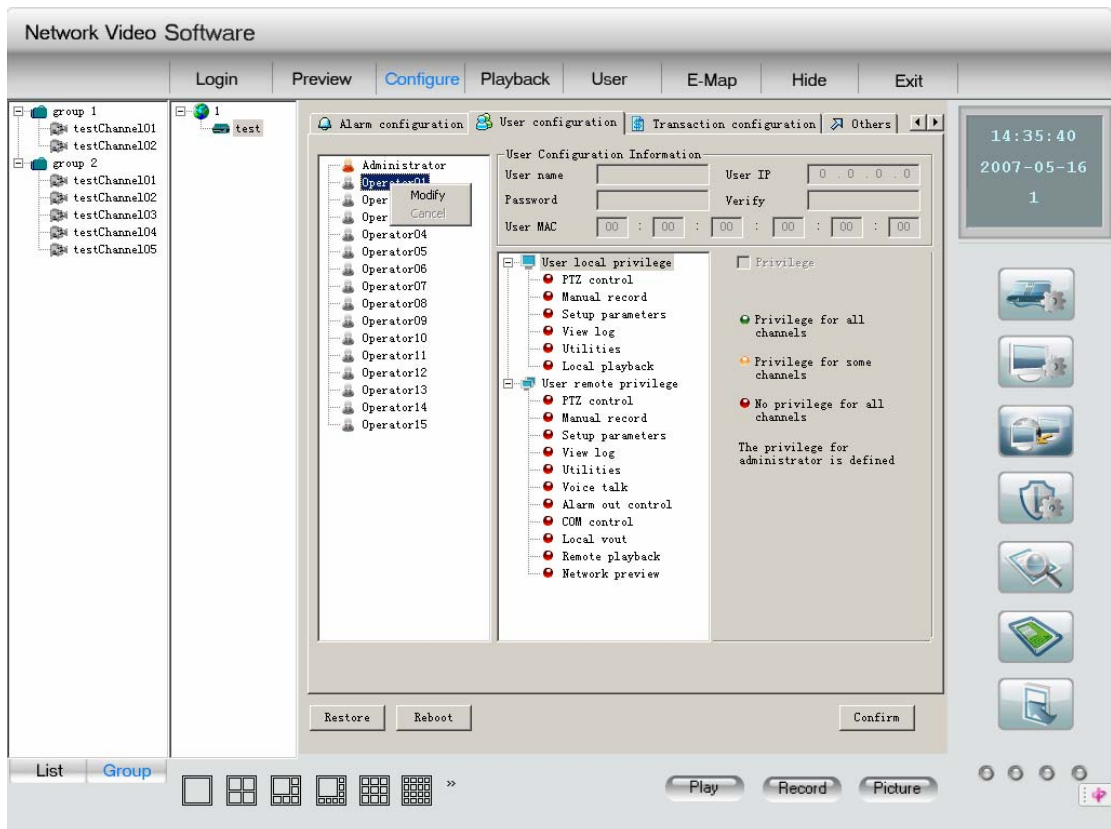 Network Video Software
Login Preview Configure Playback User E-Map Hide Exit
group 1
testChannel01
testChannel02
group 2
testChannel01
testChannel02
testChannel03
testChannel04
testChannel05
1
test
Alarm configuration User configuration Transaction configuration Others
Administrator
Operator01
Oper
Oper
Operator04
Operator05
Operator06
Operator07
Operator08
Operator09
Operator10
Operator11
Operator12
Operator13
Operator14
Operator15
Modify
Cancel
User Configuration Information
User name User IP 0 . 0 . 0 . 0
Password Verify
User MAC 00 : 00 : 00 : 00 : 00 : 00
User local privilege
PTZ control
Manual record
Setup parameters
View log
Utilities
Local playback
User remote privilege
PTZ control
Manual record
Setup parameters
View log
Utilities
Voice talk
Alarm out control
COM control
Local vout
Remote playback
Network preview
Privilege
Privilege for all
channels
Privilege for some
channels
No privilege for all
channels
The privilege for
administrator is defined
Restore Reboot Confirm
14:35:40
2007-05-16
1
List Group
»
Play Record Picture